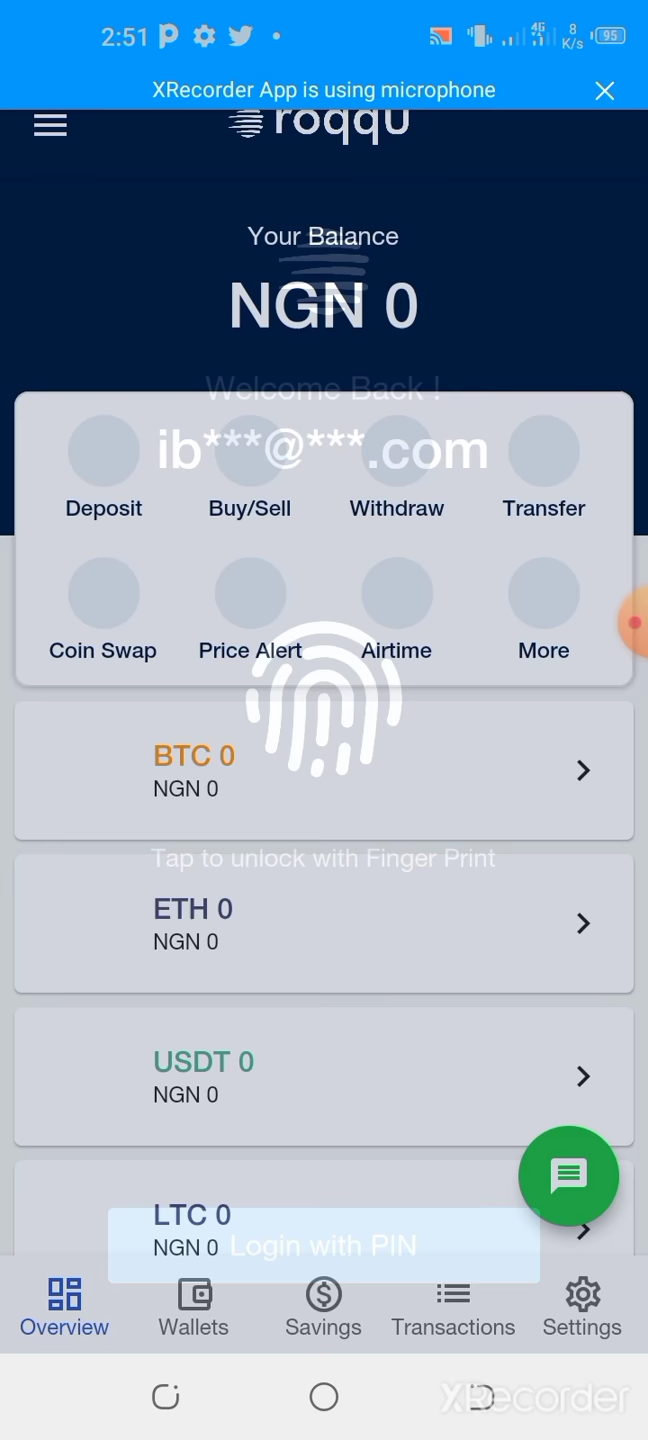 2:51
4G
8
K/s
95
XRecorder App is using microphone
roqqu
Your Balance
NGN 0
Welcome Back !
ib***@***.com
Deposit
Buy/Sell
Withdraw
Transfer
Coin Swap
Price Alert
Airtime
More
BTC 0
NGN 0
Tap to unlock with Finger Print
ETH 0
NGN 0
USDT 0
NGN 0
LTC 0
NGN 0
Login with PIN
Overview
Wallets
Savings
Transactions
Settings
XRecorder